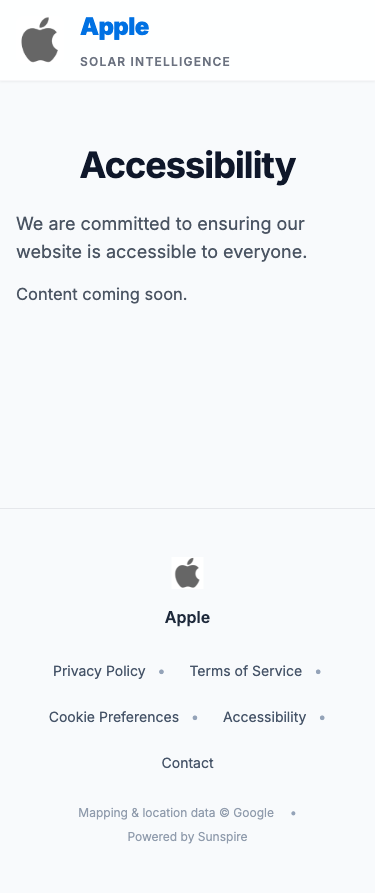 Apple
SOLAR INTELLIGENCE
Accessibility
We are committed to ensuring our
website is accessible to everyone.
Content coming soon.
Apple
Privacy Policy • Terms of Service •
Cookie Preferences • Accessibility •
Contact
Mapping & location data © Google •
Powered by Sunspire